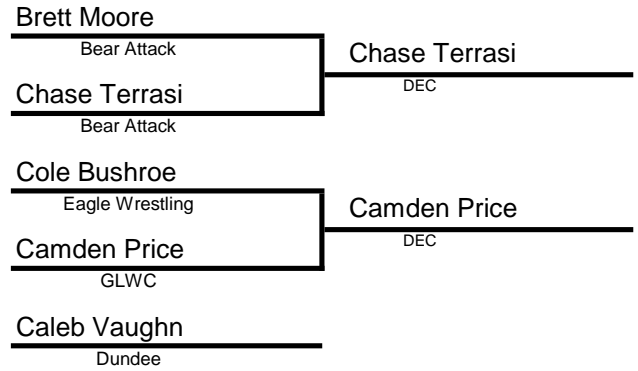 Brett Moore
Bear Attack
Chase Terrasi
DEC
Chase Terrasi
Bear Attack
Cole Bushroe
Eagle Wrestling
Camden Price
DEC
Camden Price
GLWC
Caleb Vaughn
Dundee